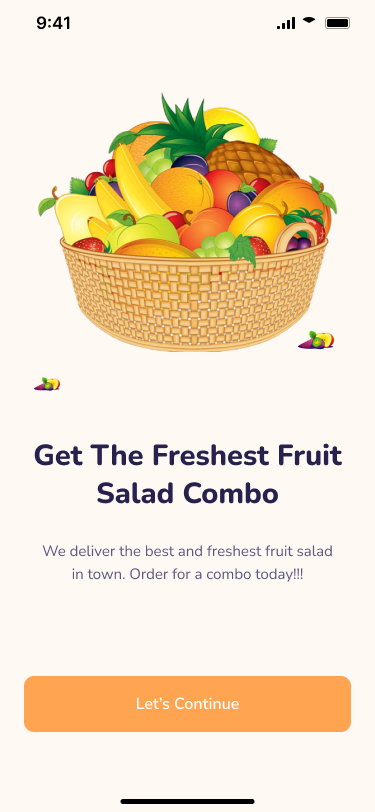 9:41
Get The Freshest Fruit
Salad Combo
We deliver the best and freshest fruit salad
in town. Order for a combo today!!!
Let's Continue